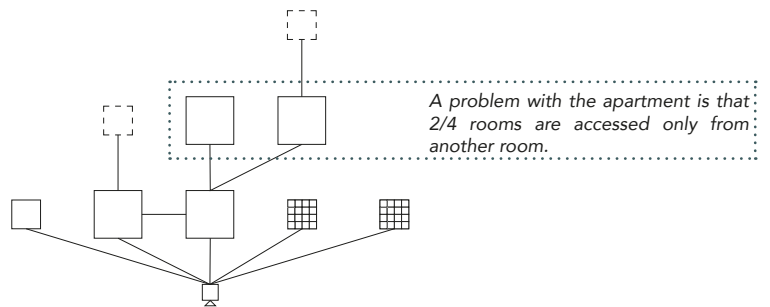 A problem with the apartment is that
2/4 rooms are accessed only from
another room.